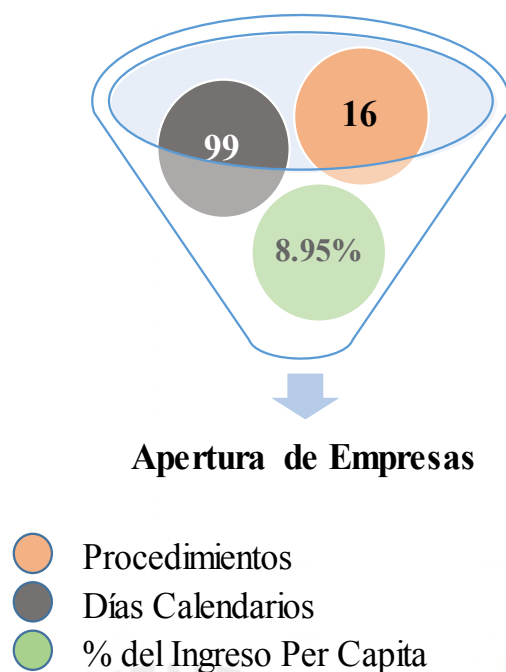 16
99
8.95%
Apertura de Empresas
Procedimientos
Días Calendarios
% del Ingreso Per Capita